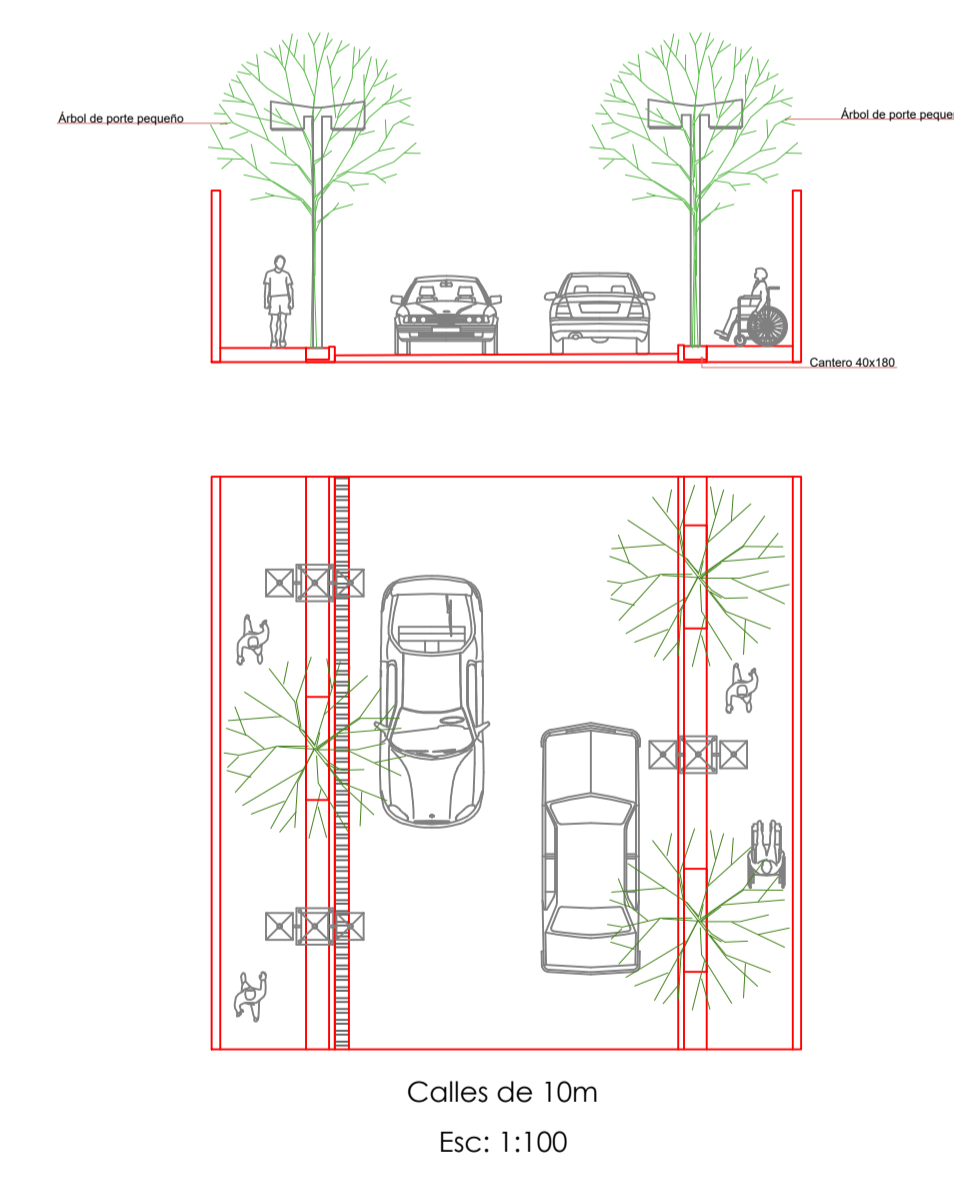 Árbol de porte pequeño
Árbol de porte peque
Cantero 40x180
Calles de 10m
Esc: 1:100